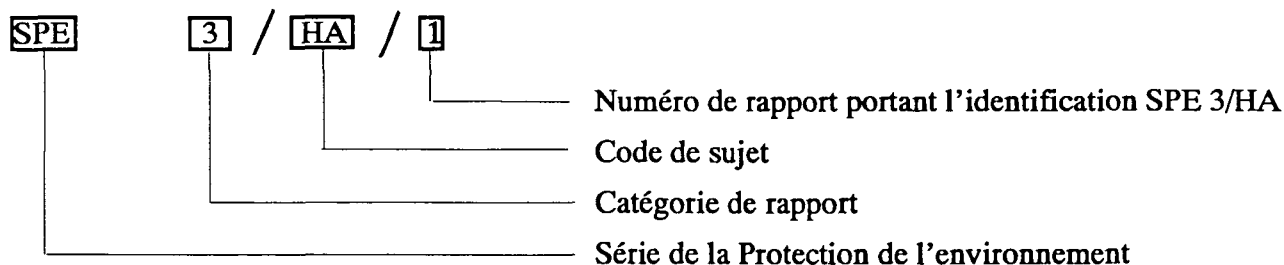 SPE 3 / HA / 1
Numéro de rapport portant l'identification SPE 3/HA
Code de sujet
Catégorie de rapport
Série de la Protection de l'environnement